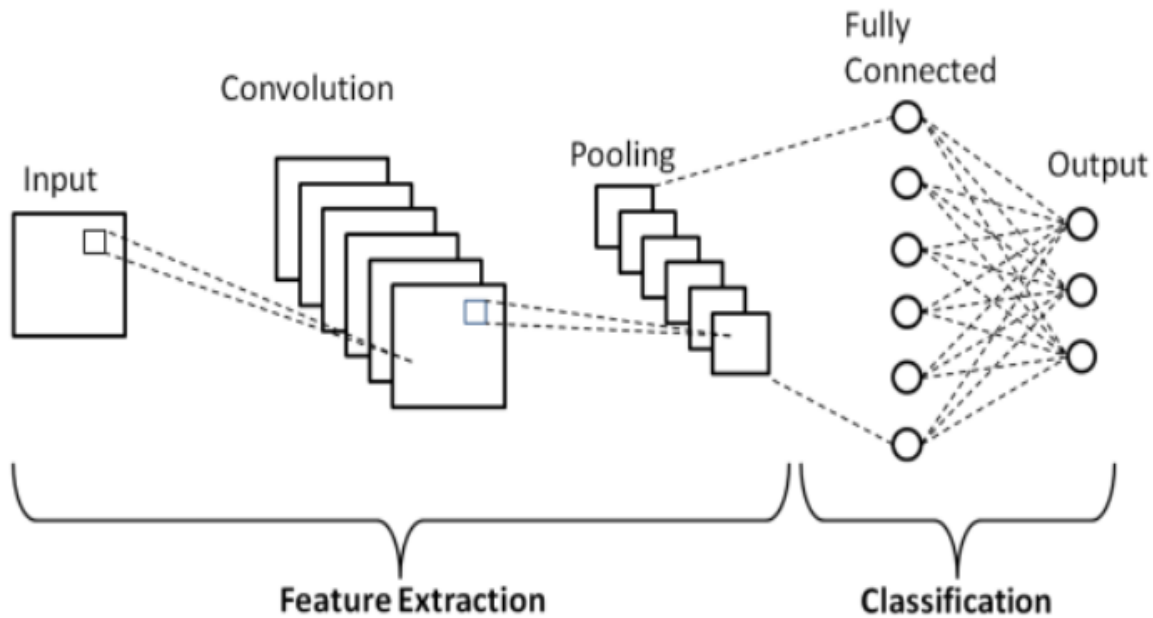 Input
Convolution
Pooling
Fully
Connected
Output
Feature Extraction
Classification